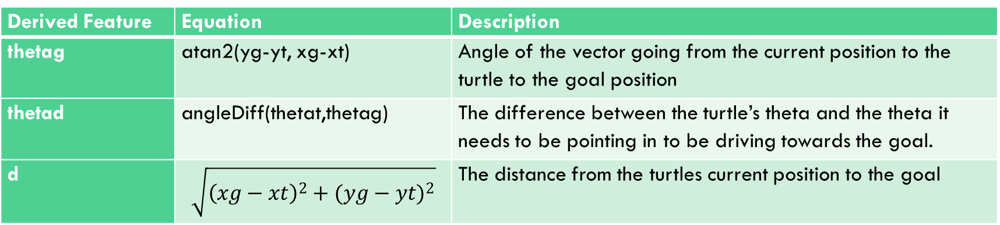 Derived Feature Equation Description
thetag atan2(yg-yt, xg-xt) Angle of the vector going from the current position to the
turtle to the goal position
thetad angleDiff(thetat,thetag) The difference between the turtle’s theta and the theta it
needs to be pointing in to be driving towards the goal.
d √(xg − xt)² + (yg − yt)² The distance from the turtles current position to the goal